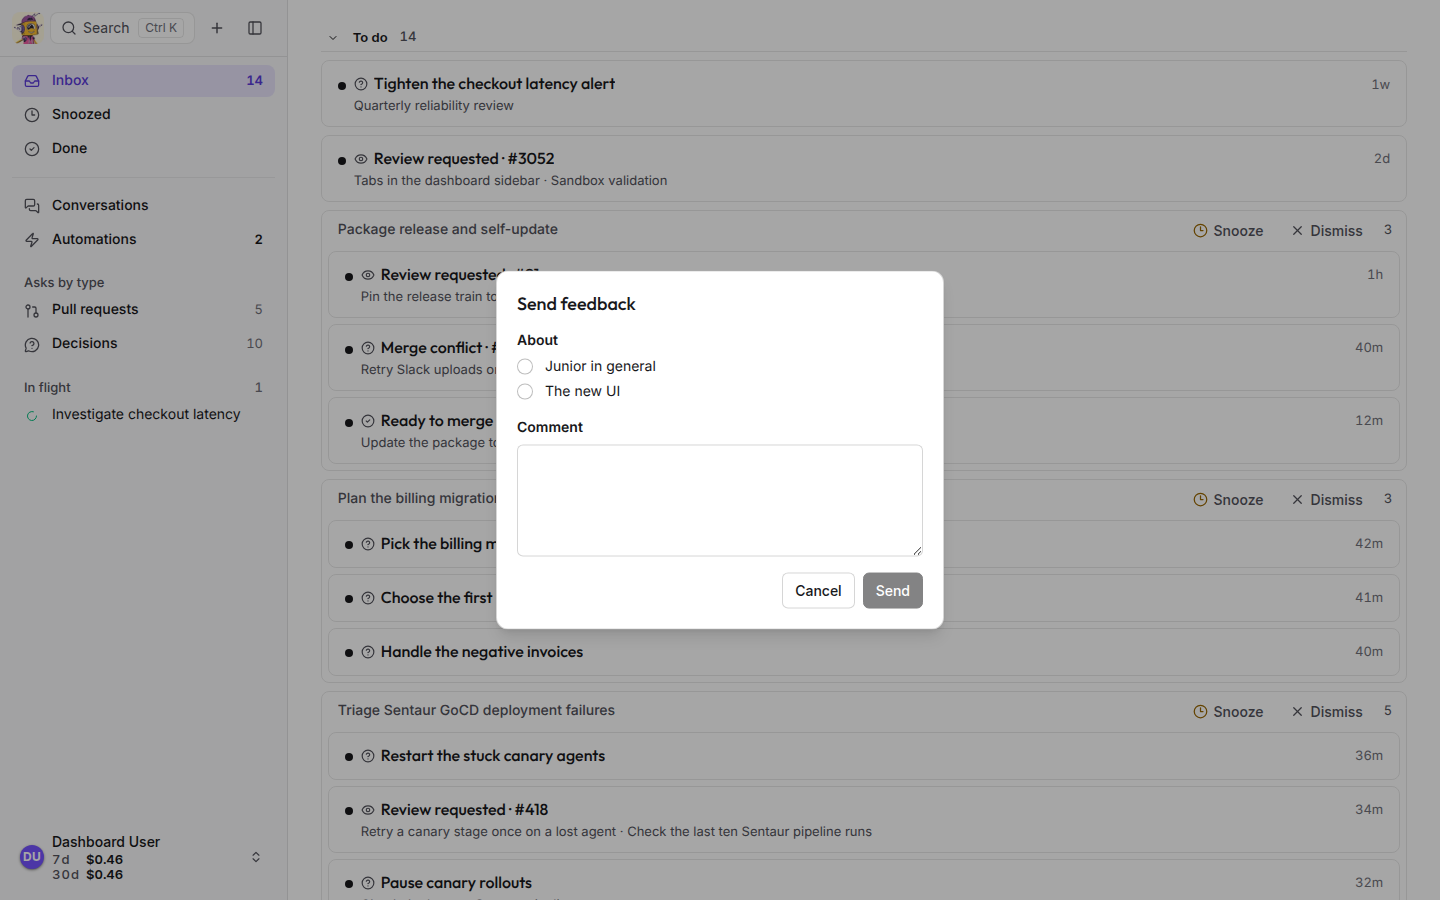 Search Ctrl K
Inbox 14
Snoozed
Done
Conversations
Automations 2
Asks by type
Pull requests 5
Decisions 10
In flight 1
Investigate checkout latency
DU Dashboard User
7d $0.46
30d $0.46
To do 14
Tighten the checkout latency alert 1w
Quarterly reliability review
Review requested · #3052 2d
Tabs in the dashboard sidebar · Sandbox validation
Package release and self-update Snooze Dismiss 3
Review requested 1h
Pin the release train to
Merge conflict · # 40m
Retry Slack uploads
Ready to merge 12m
Update the package to
Plan the billing migration Snooze Dismiss 3
Pick the billing 42m
Choose the first 41m
Handle the negative invoices 40m
Triage Sentaur GoCD deployment failures Snooze Dismiss 5
Restart the stuck canary agents 36m
Review requested · #418 34m
Retry a canary stage once on a lost agent · Check the last ten Sentaur pipeline runs
Pause canary rollouts 32m
Send feedback
About
Junior in general
The new UI
Comment
Cancel Send